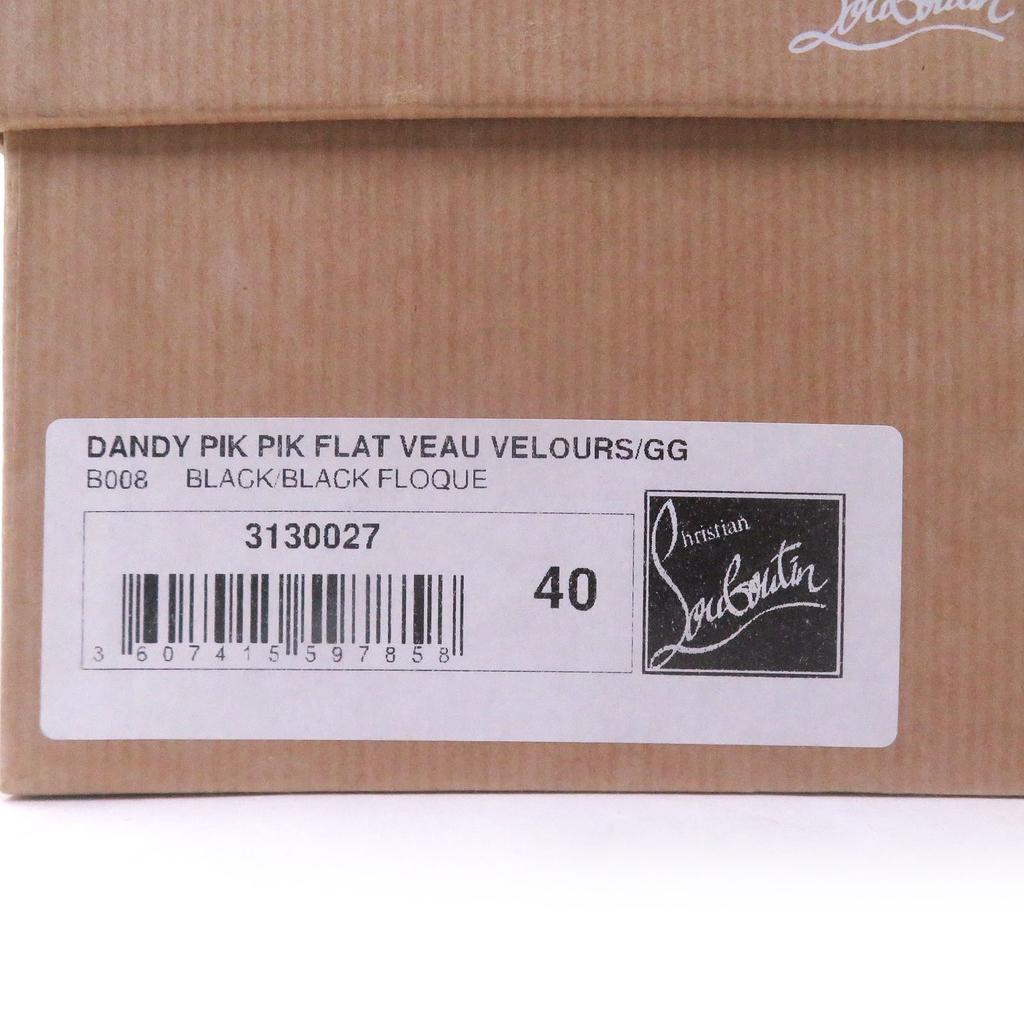 Louboutin
DANDY PIK PIK FLAT VEAU VELOURS/GG
B008 BLACK/BLACK FLOQUE
3130027
40
3 607415 597858
Christian
Louboutin